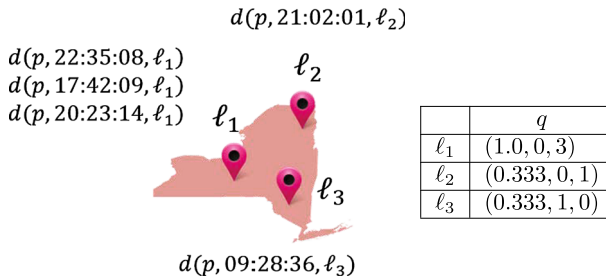 d(p, 21:02:01, ℓ₂)
d(p, 22:35:08, ℓ₁)
d(p, 17:42:09, ℓ₁)
d(p, 20:23:14, ℓ₁)
ℓ₂
ℓ₁
ℓ₃
d(p, 09:28:36, ℓ₃)
q
ℓ₁ (1.0, 0, 3)
ℓ₂ (0.333, 0, 1)
ℓ₃ (0.333, 1, 0)